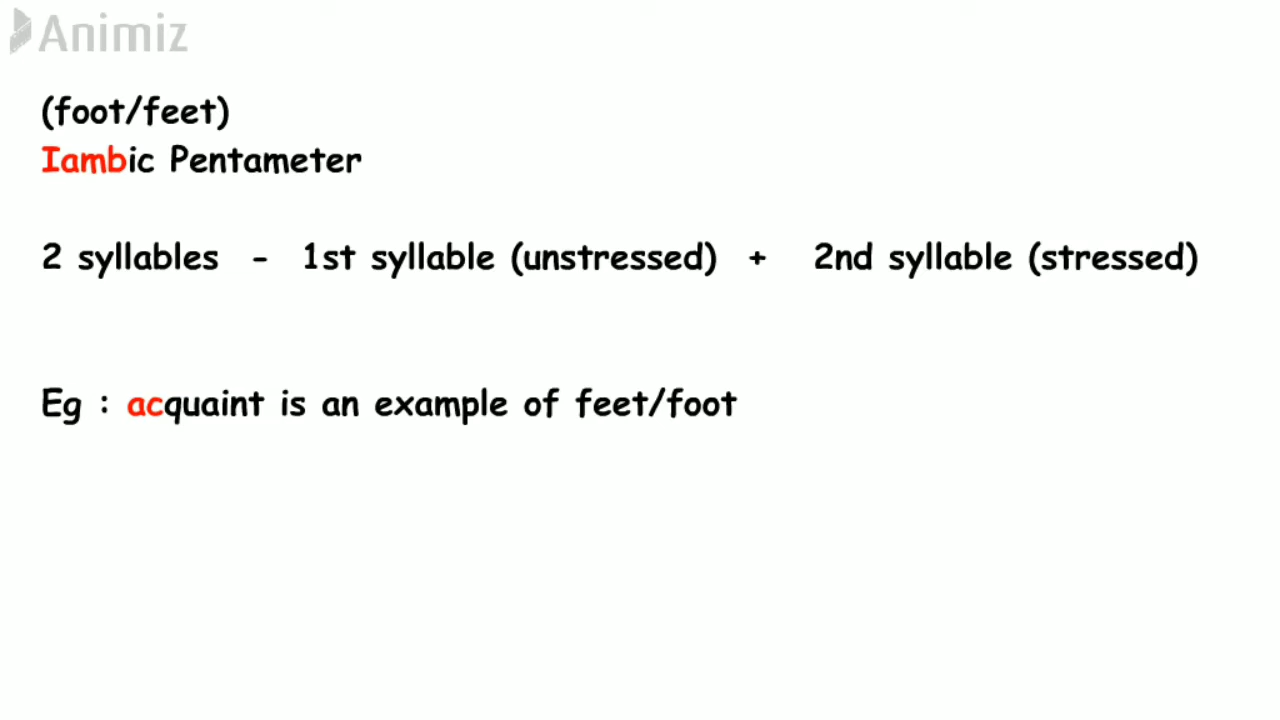 Animiz
(foot/feet)
Iambic Pentameter
2 syllables - 1st syllable (unstressed) + 2nd syllable (stressed)
Eg : acquaint is an example of feet/foot